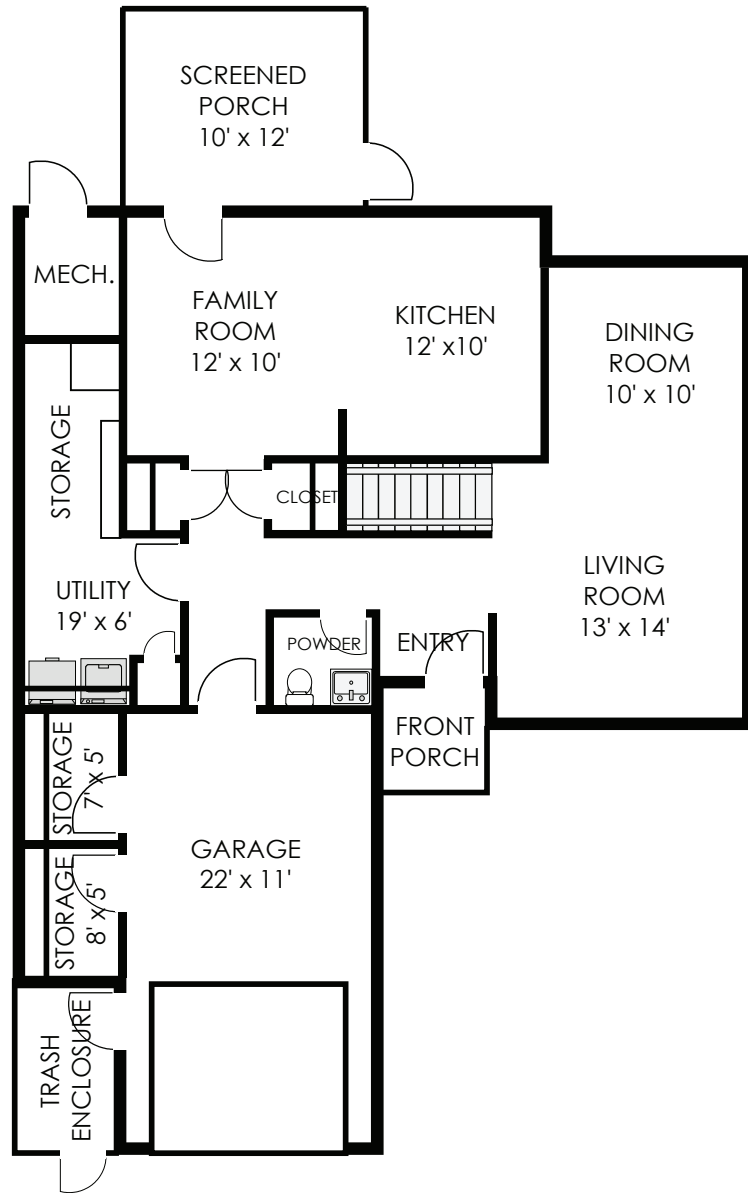 SCREENED
PORCH
10' x 12'
MECH.
FAMILY
ROOM
12' x 10'
KITCHEN
12' x10'
DINING
ROOM
10' x 10'
STORAGE
CLOSET
UTILITY
19' x 6'
LIVING
ROOM
13' x 14'
POWDER
ENTRY
FRONT
PORCH
STORAGE
7' x 5'
GARAGE
22' x 11'
STORAGE
8' x 5'
TRASH
ENCLOSURE